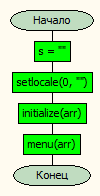 Начало
s = ""
setlocale(0, "")
initialize(arr)
menu(arr)
Конец